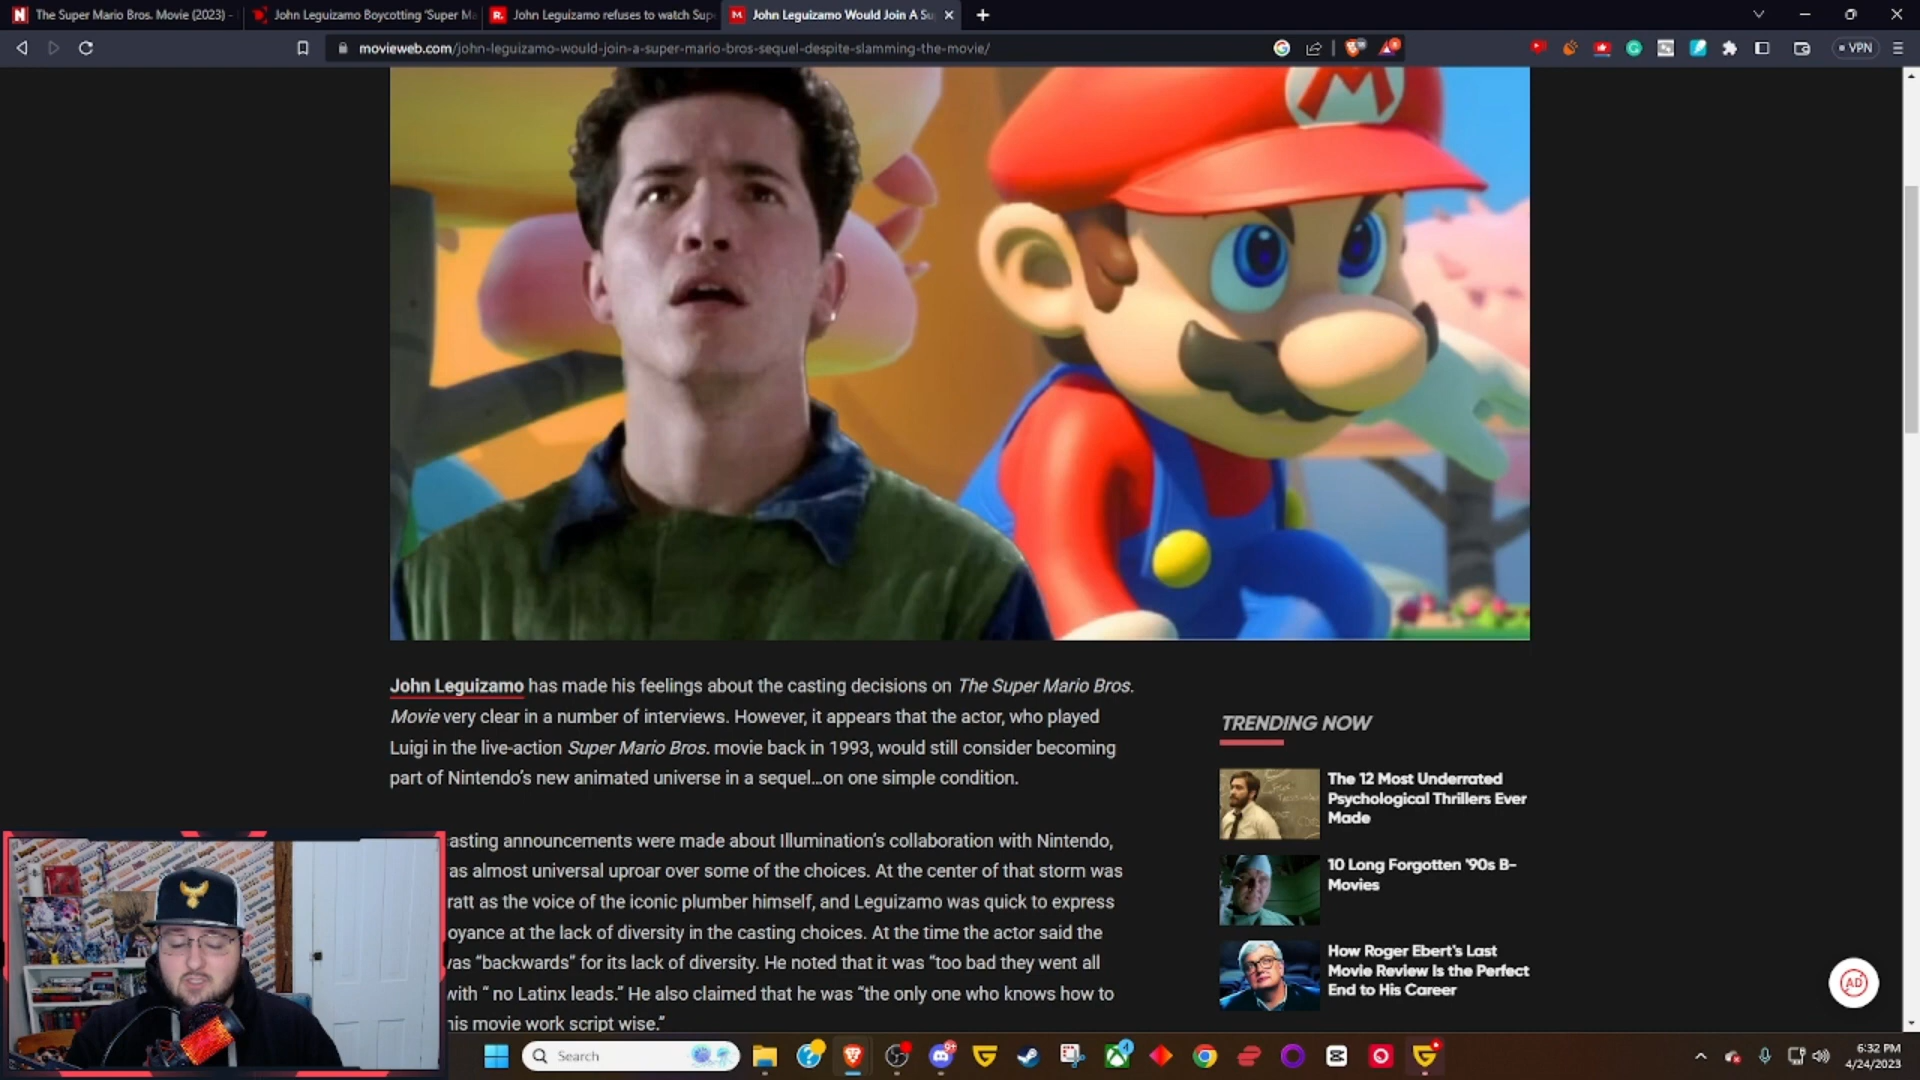 The Super Mario Bros. Movie (2023) -
John Leguizamo Boycotting 'Super Ma
John Leguizamo refuses to watch Supe
John Leguizamo Would Join A Su
movieweb.com/john-leguizamo-would-join-a-super-mario-bros-sequel-despite-slamming-the-movie/
VPN
M
John Leguizamo has made his feelings about the casting decisions on The Super Mario Bros.
Movie very clear in a number of interviews. However, it appears that the actor, who played
Luigi in the live-action Super Mario Bros. movie back in 1993, would still consider becoming
part of Nintendo's new animated universe in a sequel...on one simple condition.
asting announcements were made about Illumination's collaboration with Nintendo,
as almost universal uproar over some of the choices. At the center of that storm was
ratt as the voice of the iconic plumber himself, and Leguizamo was quick to express
oyance at the lack of diversity in the casting choices. At the time the actor said the
was "backwards" for its lack of diversity. He noted that it was "too bad they went all
with " no Latinx leads." He also claimed that he was "the only one who knows how to
his movie work script wise."
TRENDING NOW
The 12 Most Underrated
Psychological Thrillers Ever
Made
10 Long Forgotten '90s B-
Movies
How Roger Ebert's Last
Movie Review Is the Perfect
End to His Career
AD
Search
6:32 PM
4/24/2023